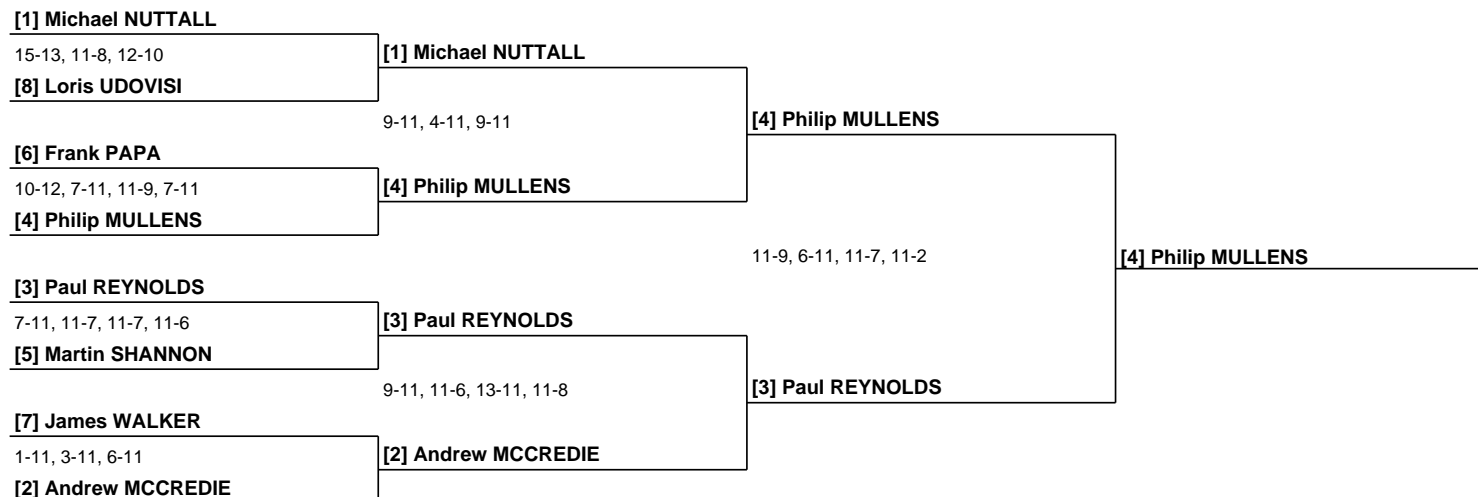 [1] Michael NUTTALL
15-13, 11-8, 12-10
[8] Loris UDOVISI
[1] Michael NUTTALL
9-11, 4-11, 9-11
[6] Frank PAPA
10-12, 7-11, 11-9, 7-11
[4] Philip MULLENS
[4] Philip MULLENS
[4] Philip MULLENS
11-9, 6-11, 11-7, 11-2
[4] Philip MULLENS
[3] Paul REYNOLDS
7-11, 11-7, 11-7, 11-6
[5] Martin SHANNON
[3] Paul REYNOLDS
9-11, 11-6, 13-11, 11-8
[3] Paul REYNOLDS
[7] James WALKER
1-11, 3-11, 6-11
[2] Andrew MCCREDIE
[2] Andrew MCCREDIE